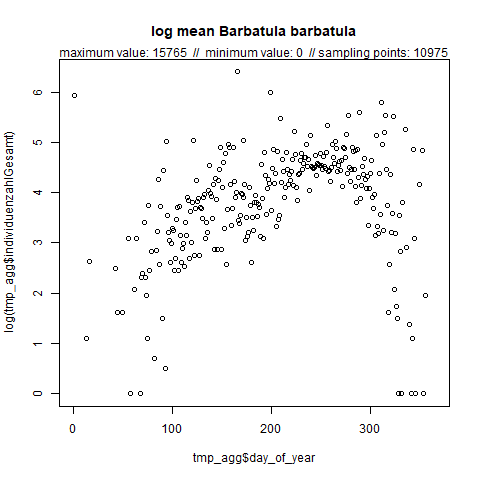 log mean Barbatula barbatula
maximum value: 15765 // minimum value: 0 // sampling points: 10975
log(tmp_agg$individuenzahlGesamt)
6
5
4
3
2
1
0
0 100 200 300
tmp_agg$day_of_year